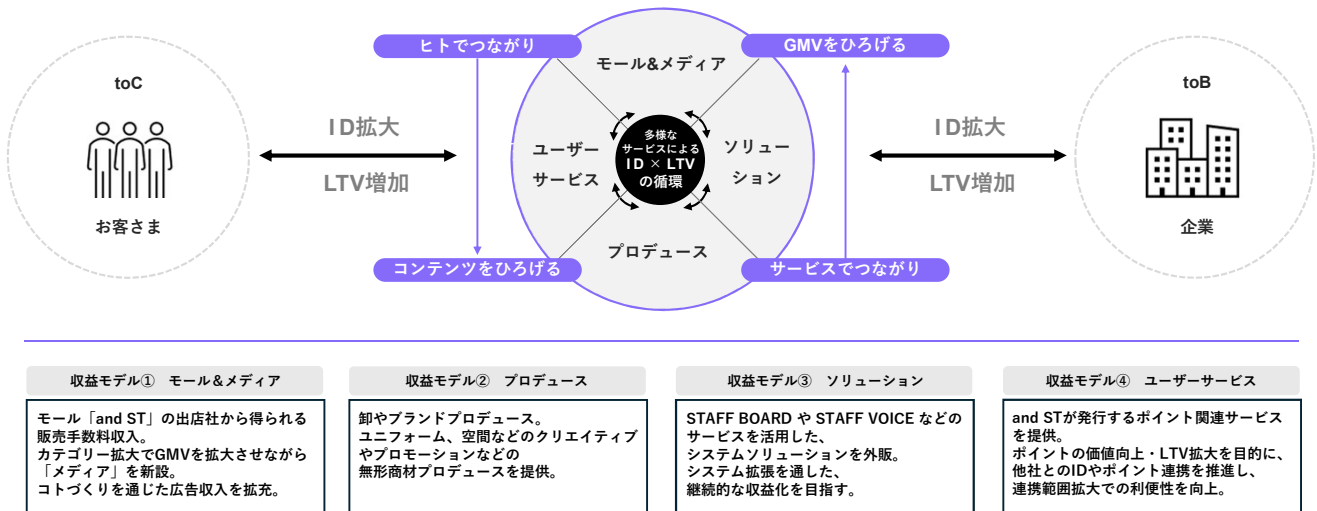 toC
お客さま
ID拡大
LTV増加
ヒトでつながり
コンテンツをひろげる
モール&メディア
ユーザー
サービス
多様な
サービスによる
ID × LTV
の循環
ソリュー
ション
プロデュース
GMVをひろげる
サービスでつながり
ID拡大
LTV増加
toB
企業
収益モデル① モール＆メディア
モール「and ST」の出店社から得られる
販売手数料収入。
カテゴリー拡大でGMVを拡大させながら
「メディア」を新設。
コトづくりを通じた広告収入を拡充。
収益モデル② プロデュース
卸やブランドプロデュース。
ユニフォーム、空間などのクリエイティブ
やプロモーションなどの
無形商材プロデュースを提供。
収益モデル③ ソリューション
STAFF BOARD や STAFF VOICE などの
サービスを活用した、
システムソリューションを外販。
システム拡張を通した、
継続的な収益化を目指す。
収益モデル④ ユーザーサービス
and STが発行するポイント関連サービス
を提供。
ポイントの価値向上・LTV拡大を目的に、
他社とのIDやポイント連携を推進し、
連携範囲拡大での利便性を向上。